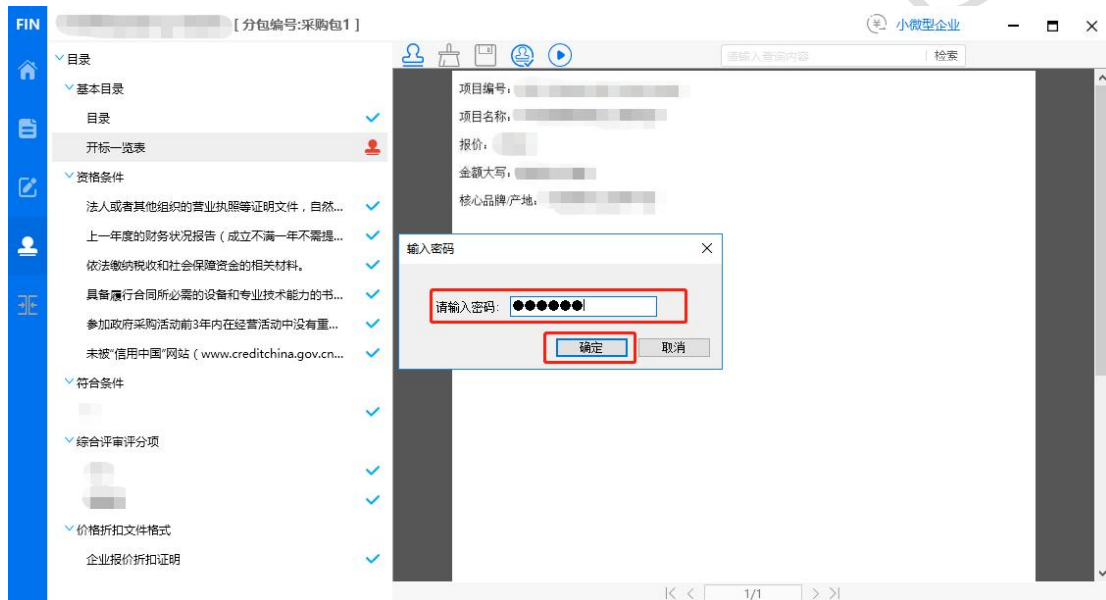 FIN
[ 分包编号:采购包1 ]
小微型企业
目录
请输入查询内容
检索
基本目录
目录
开标一览表
资格条件
法人或者其他组织的营业执照等证明文件，自然...
上一年度的财务状况报告（成立不满一年不需提...
依法缴纳税收和社会保障资金的相关材料。
具备履行合同所必需的设备和专业技术能力的书...
参加政府采购活动前3年内在经营活动中没有重...
未被“信用中国”网站（www.creditchina.gov.cn...
符合条件
综合评审评分项
价格折扣文件格式
企业报价折扣证明
项目编号：
项目名称：
报价：
金额大写：
核心品牌/产地：
输入密码
请输入密码:
确定
取消
1/1